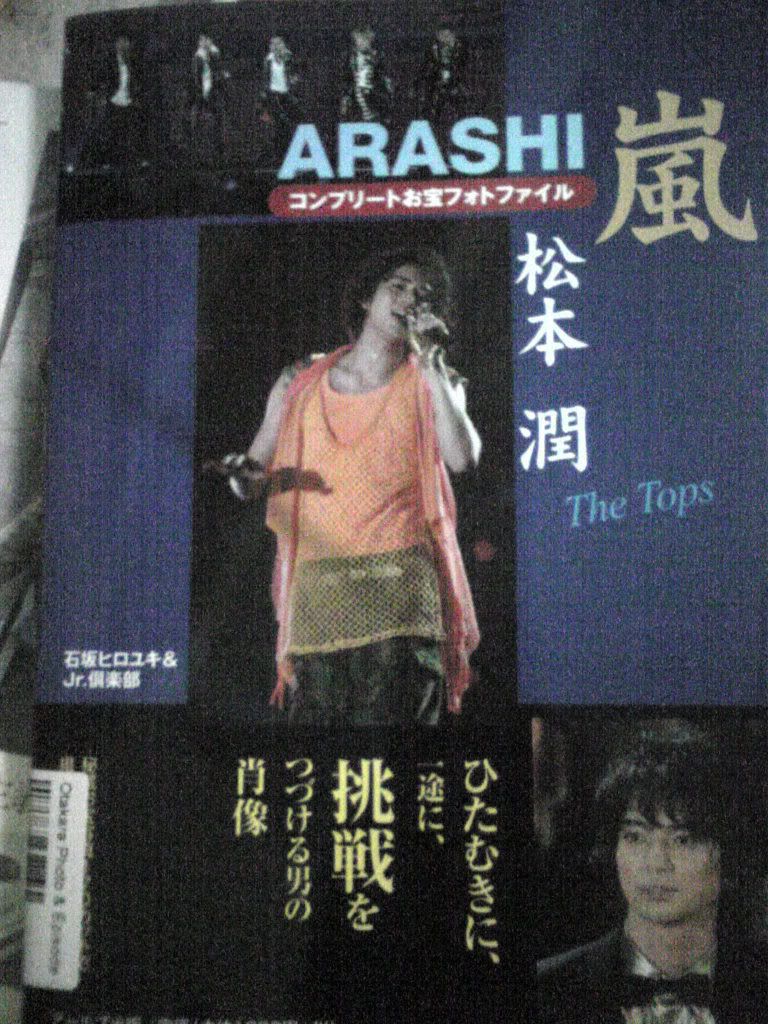 ARASHI
嵐
コンプリートお宝フォトファイル
松本 潤
The Tops
石坂ヒロユキ&
Jr.倶楽部
ひたむきに、
一途に、
挑戦を
つづける男の
肖像
Otakara Photo &